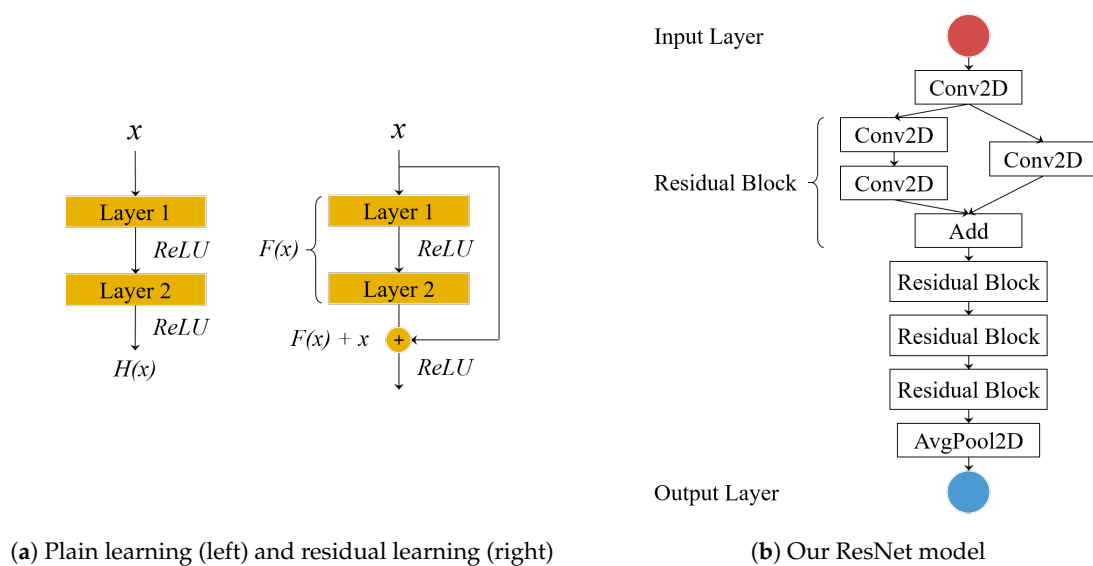 x
Layer 1
ReLU
Layer 2
ReLU
H(x)
x
Layer 1
F(x)
ReLU
Layer 2
F(x) + x
+
ReLU
(a) Plain learning (left) and residual learning (right)
Input Layer
Conv2D
Conv2D
Conv2D
Residual Block
Conv2D
Add
Residual Block
Residual Block
Residual Block
AvgPool2D
Output Layer
(b) Our ResNet model